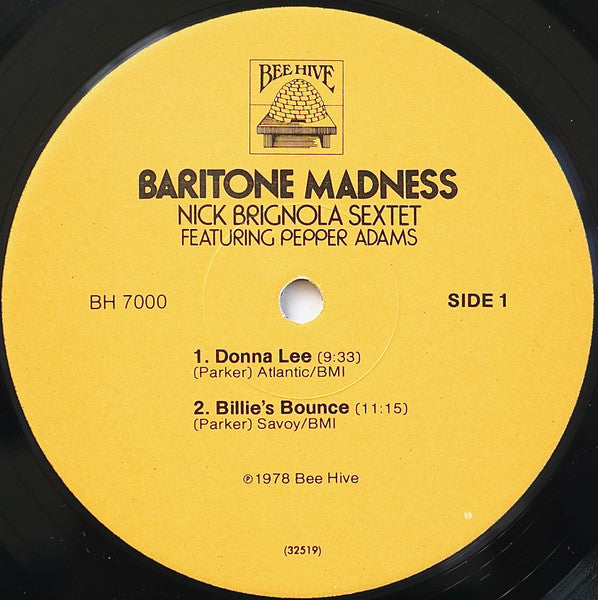 BEE HIVE
BARITONE MADNESS
NICK BRIGNOLA SEXTET
FEATURING PEPPER ADAMS
BH 7000
SIDE 1
1. Donna Lee (9:33)
(Parker) Atlantic/BMI
2. Billie's Bounce (11:15)
(Parker) Savoy/BMI
℗1978 Bee Hive
(32519)